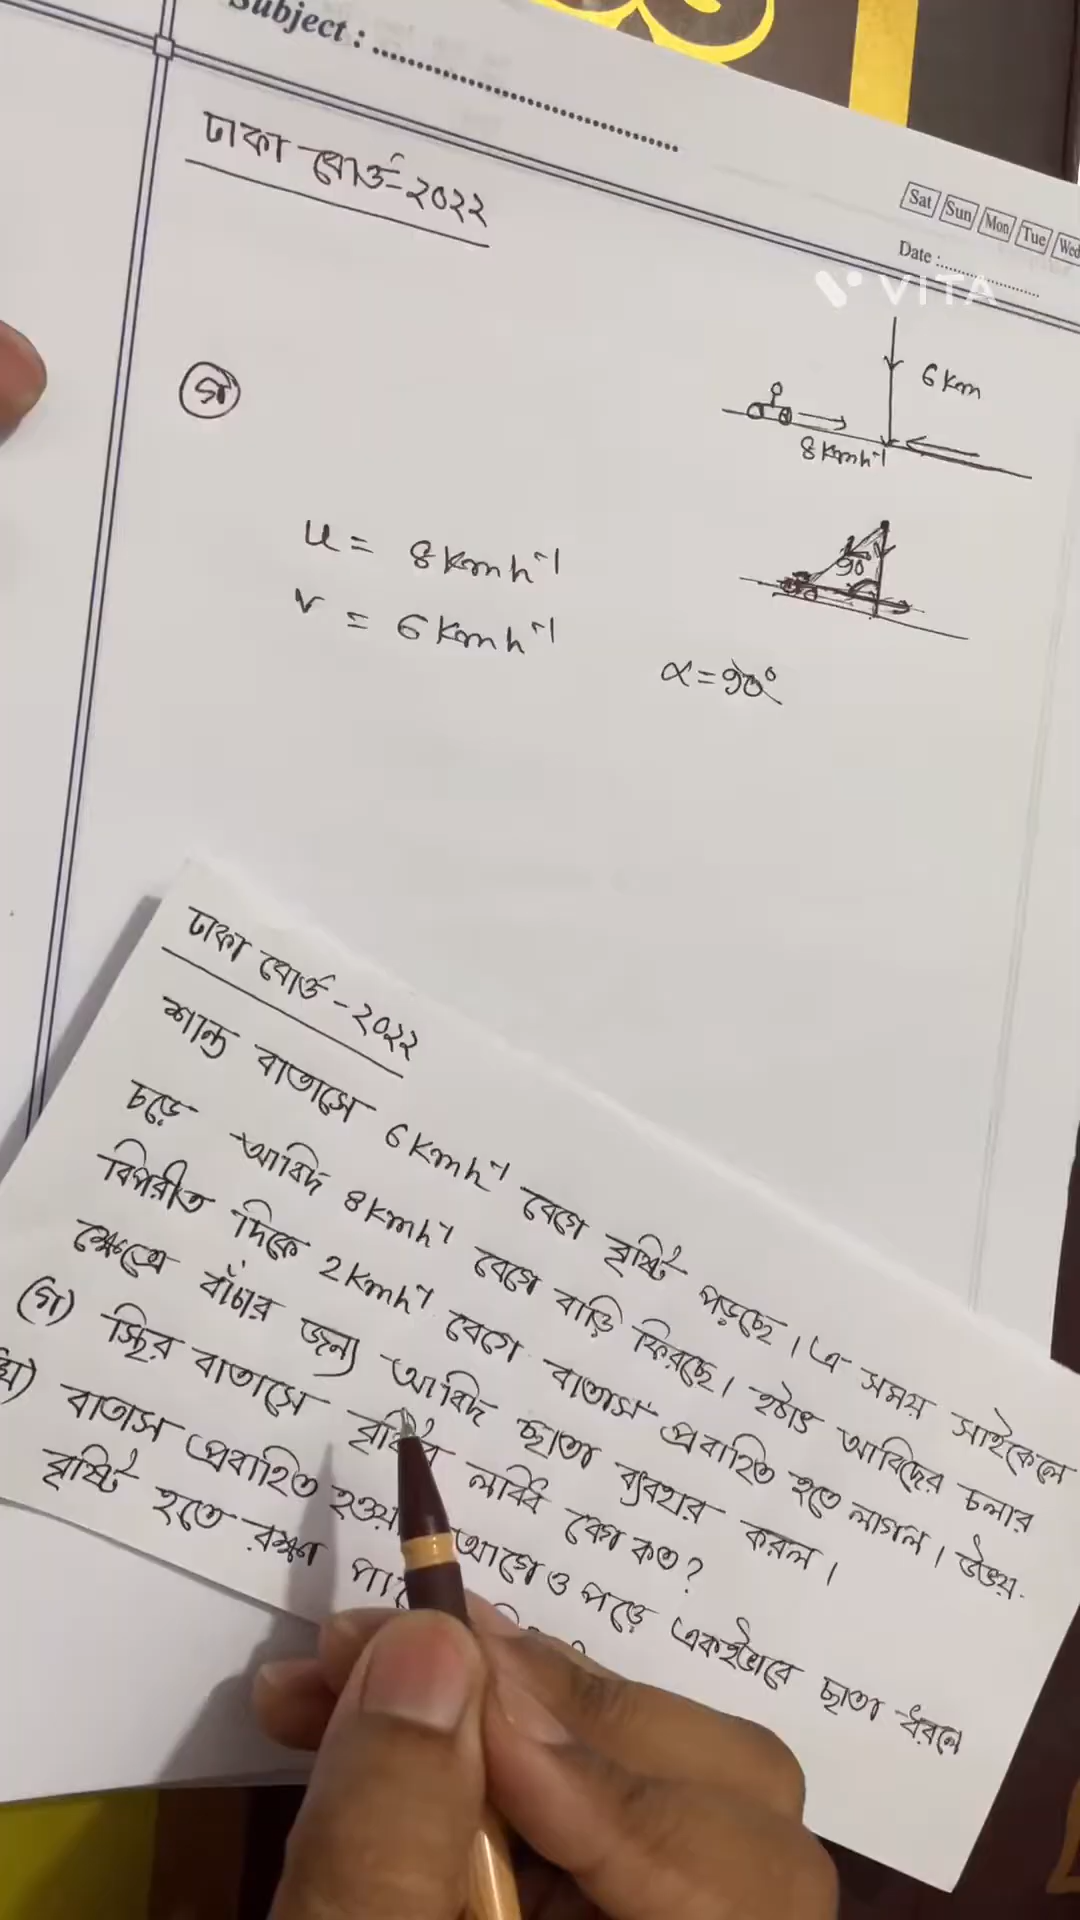 Subject :
ঢাকা বোর্ড-২০২২
Sat Sun Mon Tue Wed
Date :
VITA
6 Km
8 Kmh⁻¹
গ
90
u = 8 Kmh⁻¹
v = 6 Kmh⁻¹
α = 90°
ঢাকা বোর্ড - ২০২২
শান্ত বাতাসে 6 Kmh⁻¹ বেগে বৃষ্টি পড়ছে। এ সময় সাইকেলে
চড়ে আবিদ 8 Kmh⁻¹ বেগে বাড়ি ফিরছে। হঠাৎ আবিদের চলার
বিপরীত দিকে 2 Kmh⁻¹ বেগে বাতাস প্রবাহিত হতে লাগল। উভয়
ক্ষেত্রে বাঁচার জন্য আবিদ ছাতা ব্যবহার করল।
(গ) স্থির বাতাসে বৃষ্টির লব্ধি বেগ কত?
(ঘ) বাতাস প্রবাহিত আগে ও পড়ে একইভাবে ছাতা ধরলে
বৃষ্টি হতে রক্ষা